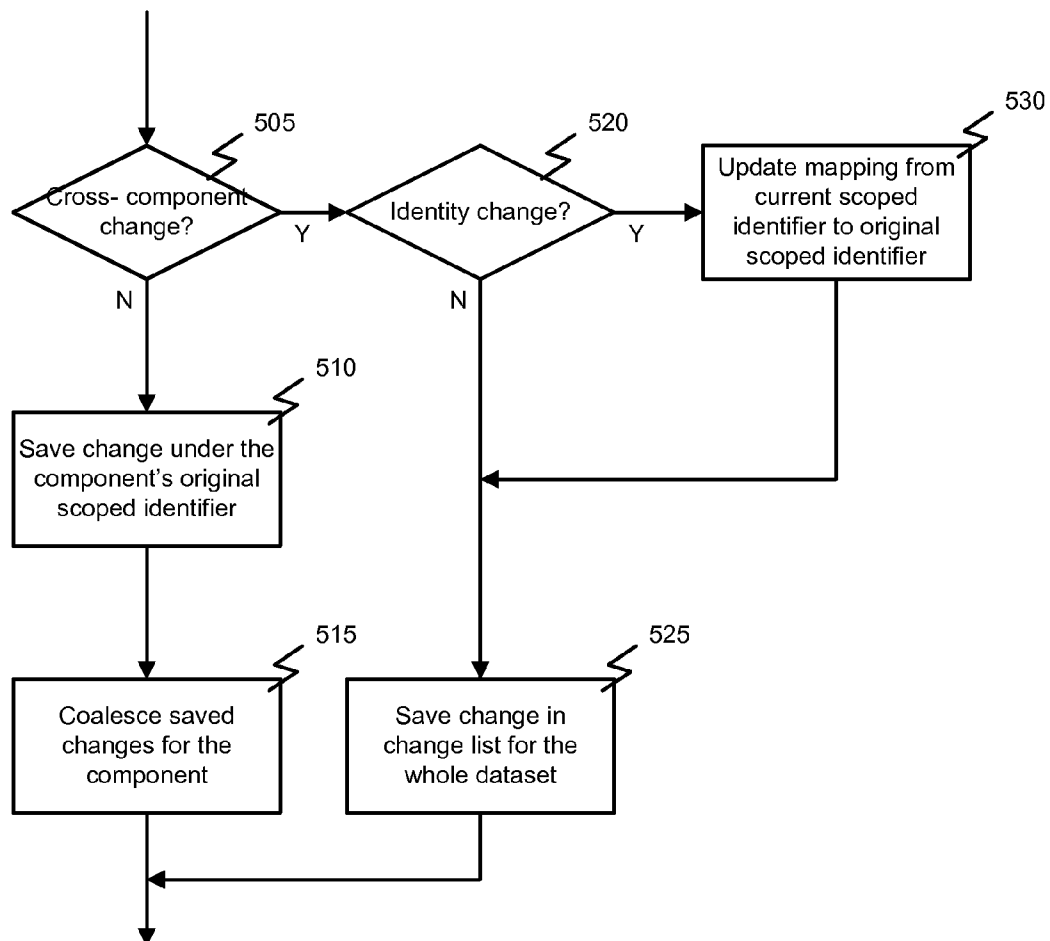 505
Cross- component
change?
Y
N
520
Identity change?
Y
N
530
Update mapping from
current scoped
identifier to original
scoped identifier
510
Save change under the
component’s original
scoped identifier
515
Coalesce saved
changes for the
component
525
Save change in
change list for the
whole dataset